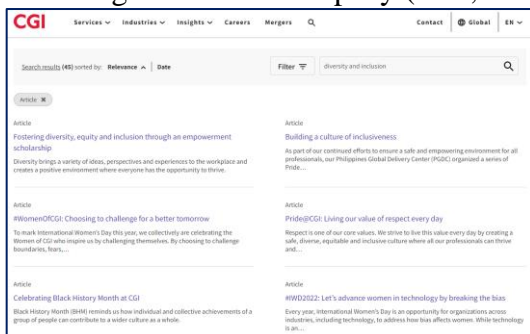 CGI Services Industries Insights Careers Mergers Contact Global EN
Search results (45) sorted by: Relevance Date Filter diversity and inclusion
Article
Article
Fostering diversity, equity and inclusion through an empowerment
scholarship
Diversity brings a variety of ideas, perspectives and experiences to the workplace and
creates a positive environment where everyone has the opportunity to thrive.
Article
Building a culture of inclusiveness
As part of our continued efforts to ensure a safe and empowering environment for all
professionals, our Philippines Global Delivery Center (PGDC) organized a series of
Pride…
Article
#WomenOfCGI: Choosing to challenge for a better tomorrow
To mark International Women's Day this year, we collectively are celebrating the
Women of CGI who inspire us by challenging themselves. By choosing to challenge
boundaries, fears,…
Article
Pride@CGI: Living our value of respect every day
Respect is one of our core values. We strive to live this value every day by creating a
safe, diverse, equitable and inclusive culture where all our professionals can thrive
and…
Article
Celebrating Black History Month at CGI
Black History Month (BHM) reminds us how individual and collective achievements of a
group of people can contribute to a wider culture as a whole.
Article
#IWD2022: Let's advance women in technology by breaking the bias
Every year, International Women's Day is an opportunity for organizations across
industries, including technology, to address how bias affects women. While technology
is an…